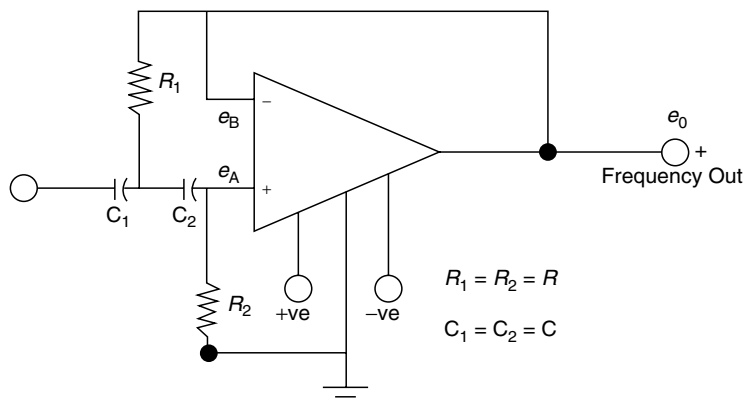 R1
e0
−
eB
+
Frequency Out
eA
+
C1
C2
R1 = R2 = R
R2
+ve
−ve
C1 = C2 = C